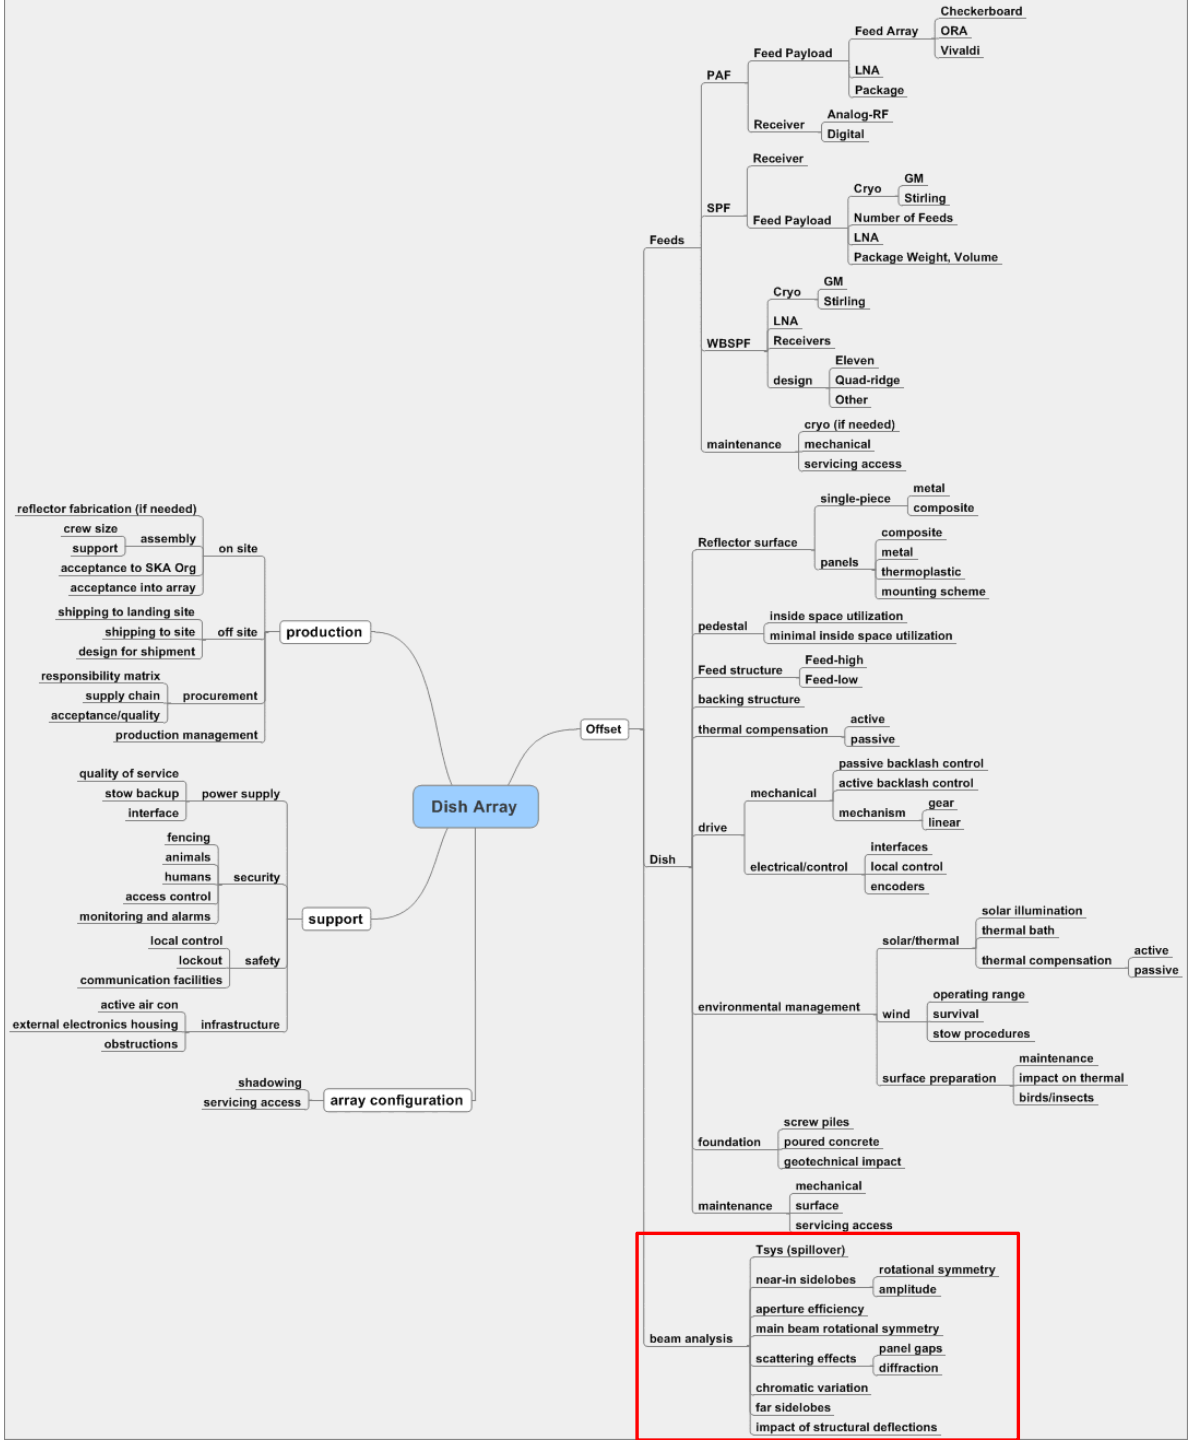 Checkerboard
Feed Array
ORA
Vivaldi
Feed Payload
LNA
Package
PAF
Analog-RF
Receiver
Digital
Receiver
GM
Cryo
Stirling
SPF
Number of Feeds
Feed Payload
LNA
Package Weight, Volume
Feeds
GM
Cryo
Stirling
LNA
WBSPF
Receivers
Eleven
design
Quad-ridge
Other
cryo (if needed)
maintenance
mechanical
servicing access
metal
single-piece
composite
Reflector surface
composite
metal
panels
thermoplastic
mounting scheme
inside space utilization
pedestal
minimal inside space utilization
Feed structure
Feed-high
Feed-low
backing structure
active
thermal compensation
passive
Offset
passive backlash control
mechanical
active backlash control
gear
mechanism
linear
drive
interfaces
electrical/control
local control
encoders
Dish
solar illumination
solar/thermal
thermal bath
active
thermal compensation
passive
environmental management
operating range
wind
survival
stow procedures
maintenance
surface preparation
impact on thermal
birds/insects
screw piles
foundation
poured concrete
geotechnical impact
mechanical
maintenance
surface
servicing access
Tsys (spillover)
rotational symmetry
near-in sidelobes
amplitude
aperture efficiency
main beam rotational symmetry
beam analysis
panel gaps
scattering effects
diffraction
chromatic variation
far sidelobes
impact of structural deflections
reflector fabrication (if needed)
crew size
assembly
support
on site
acceptance to SKA Org
acceptance into array
shipping to landing site
shipping to site
off site
production
design for shipment
responsibility matrix
supply chain
procurement
acceptance/quality
production management
Dish Array
quality of service
stow backup
power supply
interface
fencing
animals
humans
security
access control
monitoring and alarms
support
local control
lockout
safety
communication facilities
active air con
external electronics housing
infrastructure
obstructions
shadowing
servicing access
array configuration